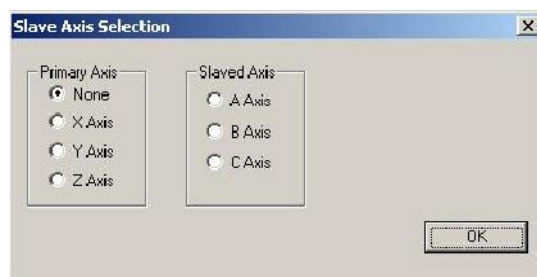 Slave Axis Selection
Primary Axis
None
X Axis
Y Axis
Z Axis
Slaved Axis
A Axis
B Axis
C Axis
OK